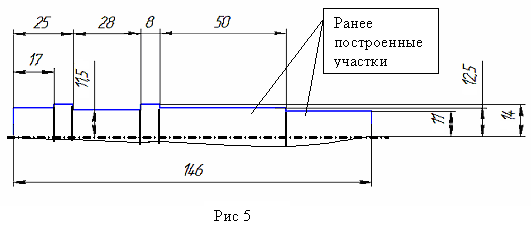 25 28 8 50
Ранее
построенные
участки
17
11,5
12.5
14
11
146
Рис 5